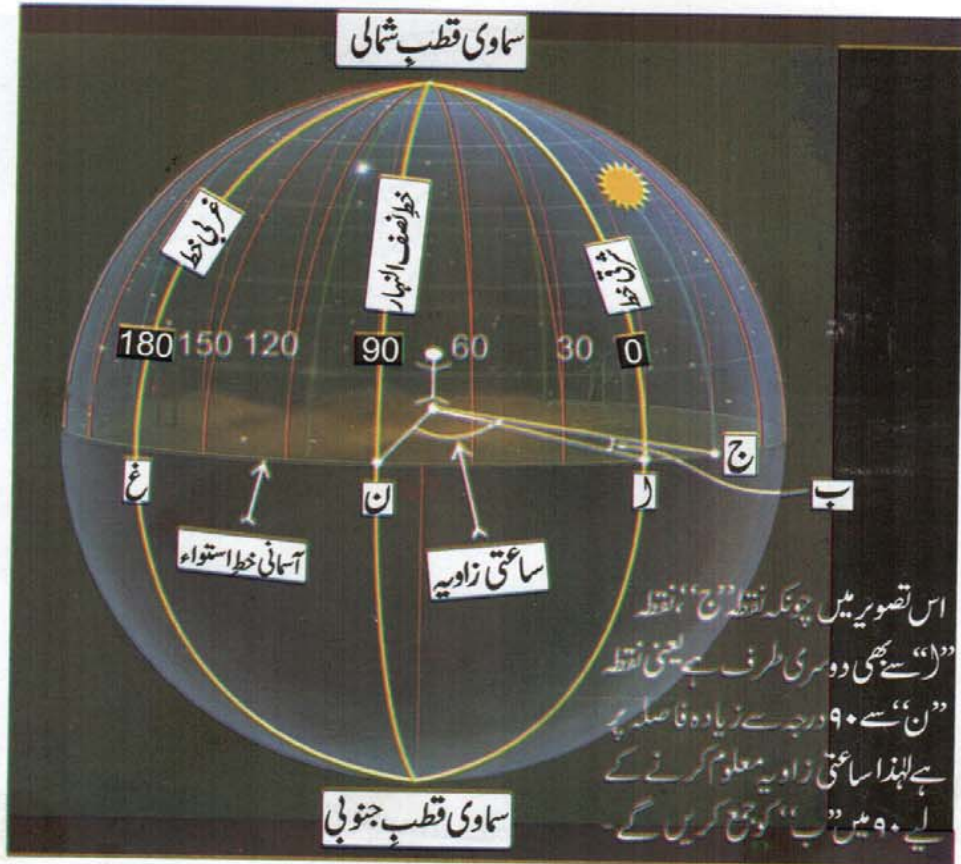 سماوی قطبِ شمالی
غربی خط
خطِ نصف النہار
شرقی خط
180 150 120 90 60 30 0
ج
ب
غ
ن
ا
آسمانی خطِ استواء
ساعتی زاویہ
اس تصویر میں چونکہ نقطہ ”ج“، نقطہ
”ا“ سے بھی دوسری طرف ہے یعنی نقطہ
”ن“ سے ۹۰ درجہ سے زیادہ فاصلہ پر
ہے لہٰذا ساعتی زاویہ معلوم کرنے کے
لیے ۹۰ میں ”ب“ کو جمع کریں گے۔
سماوی قطبِ جنوبی